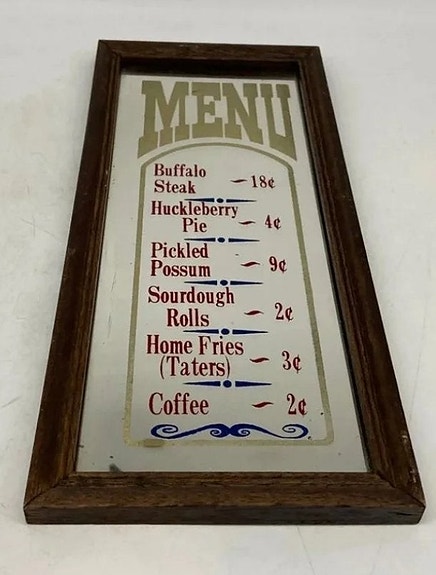 MENU
Buffalo
Steak ~ 18¢
Huckleberry
Pie ~ 4¢
Pickled
Possum ~ 9¢
Sourdough
Rolls ~ 2¢
Home Fries
(Taters) ~ 3¢
Coffee ~ 2¢